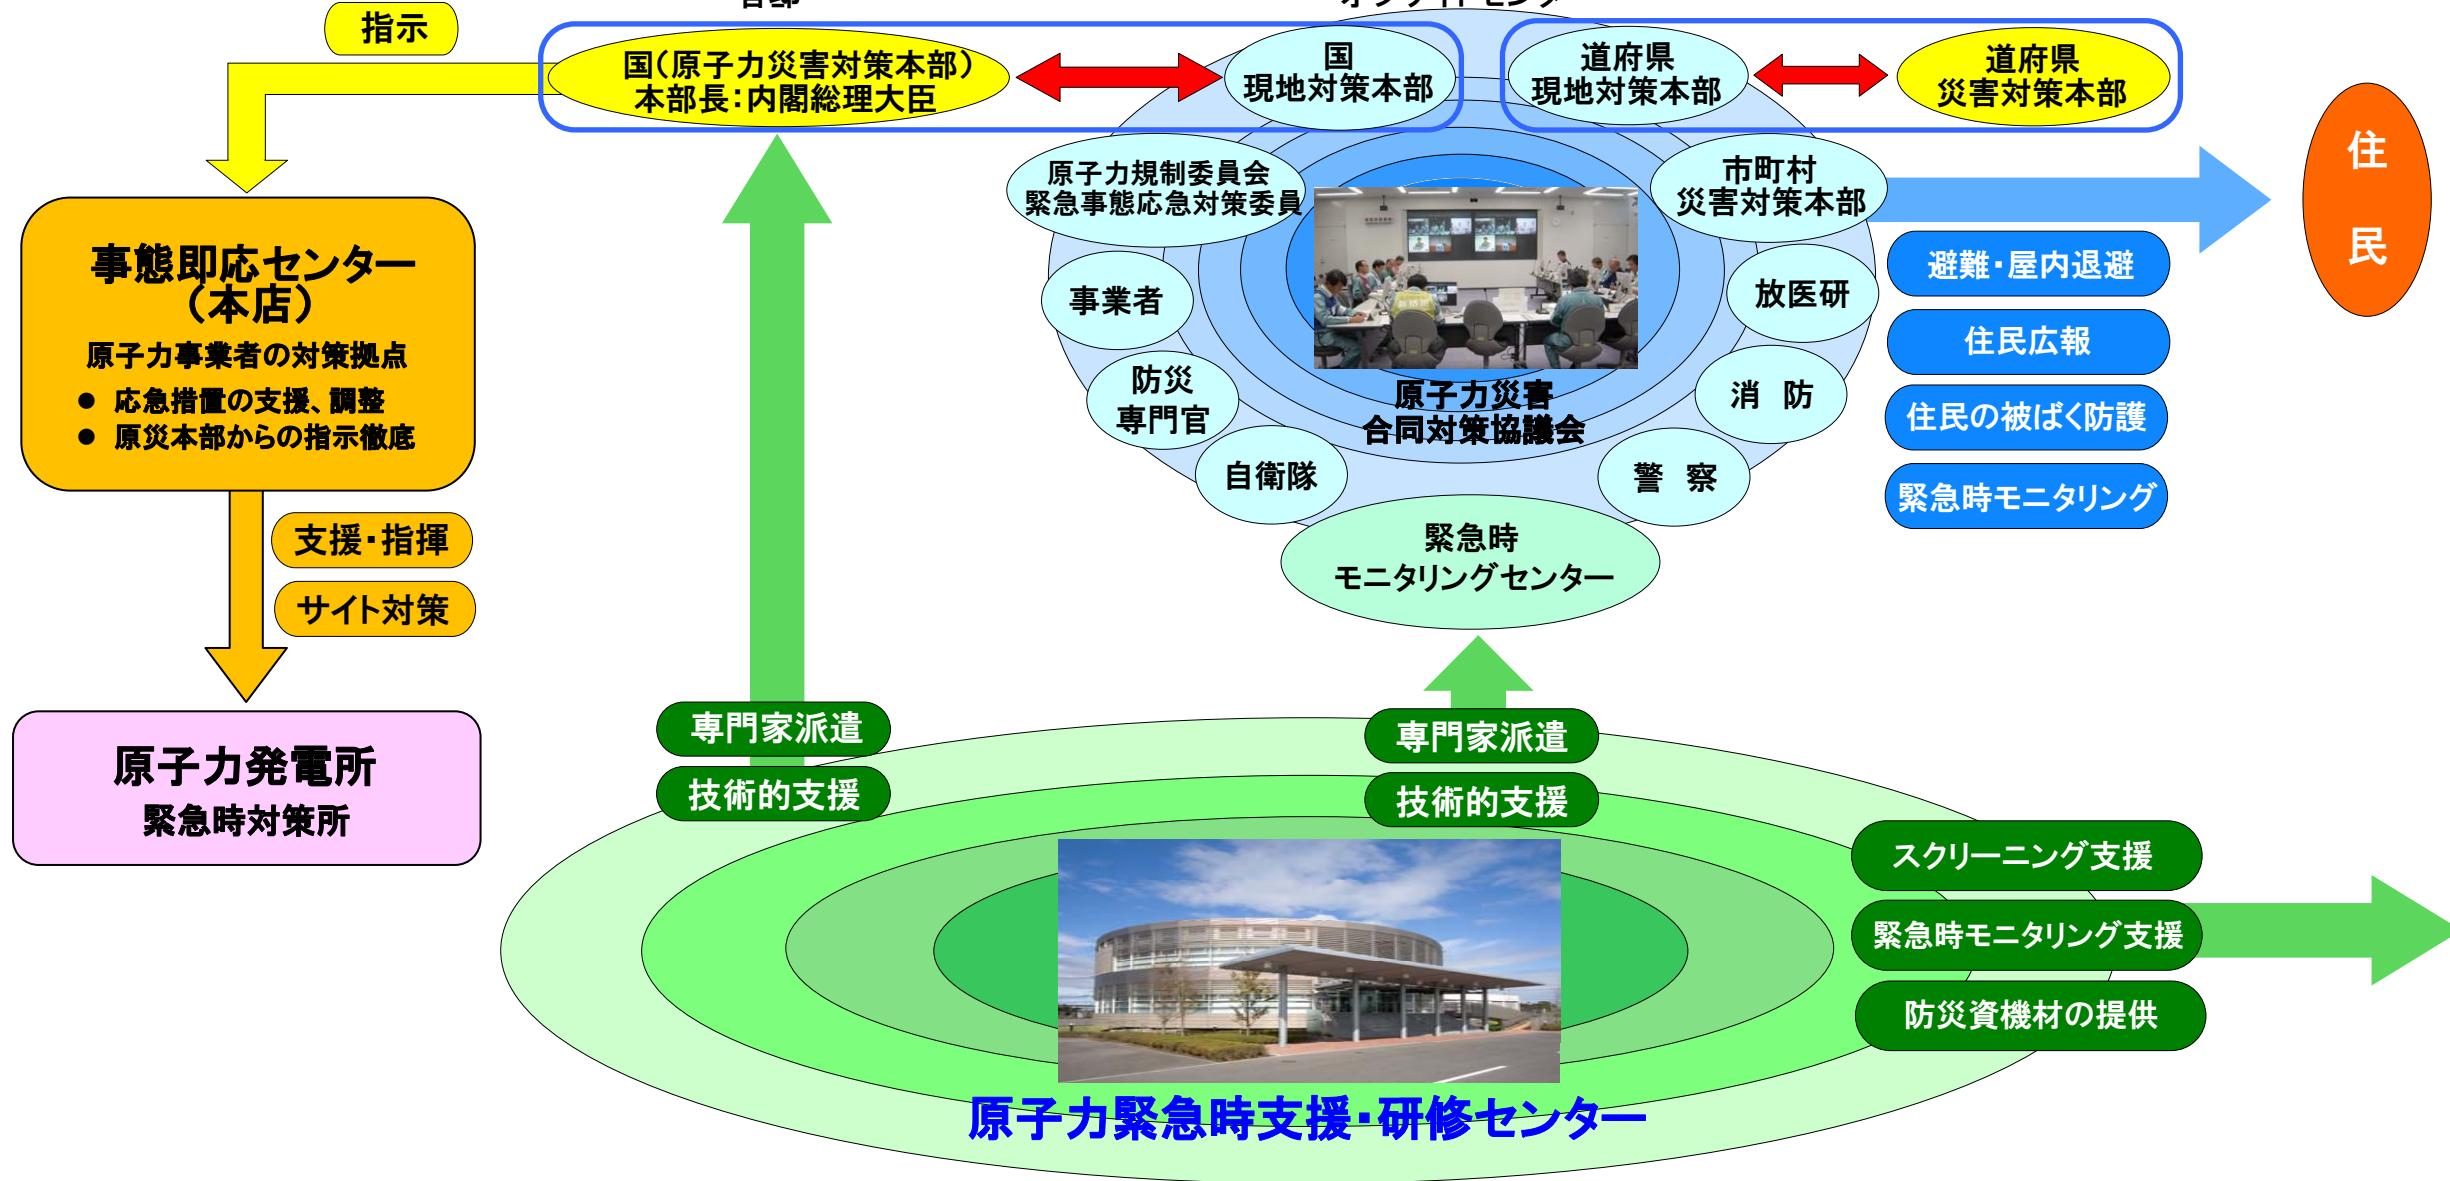 指示
国(原子力災害対策本部)
本部長:内閣総理大臣
国
現地対策本部
道府県
現地対策本部
道府県
災害対策本部
住
民
原子力規制委員会
緊急事態応急対策委員
市町村
災害対策本部
事態即応センター
(本店)
原子力事業者の対策拠点
● 応急措置の支援、調整
● 原災本部からの指示徹底
事業者
放医研
防災
専門官
消 防
自衛隊
警 察
原子力災害
合同対策協議会
避難・屋内退避
住民広報
住民の被ばく防護
緊急時モニタリング
支援・指揮
サイト対策
緊急時
モニタリングセンター
原子力発電所
緊急時対策所
専門家派遣
技術的支援
専門家派遣
技術的支援
スクリーニング支援
緊急時モニタリング支援
防災資機材の提供
原子力緊急時支援・研修センター